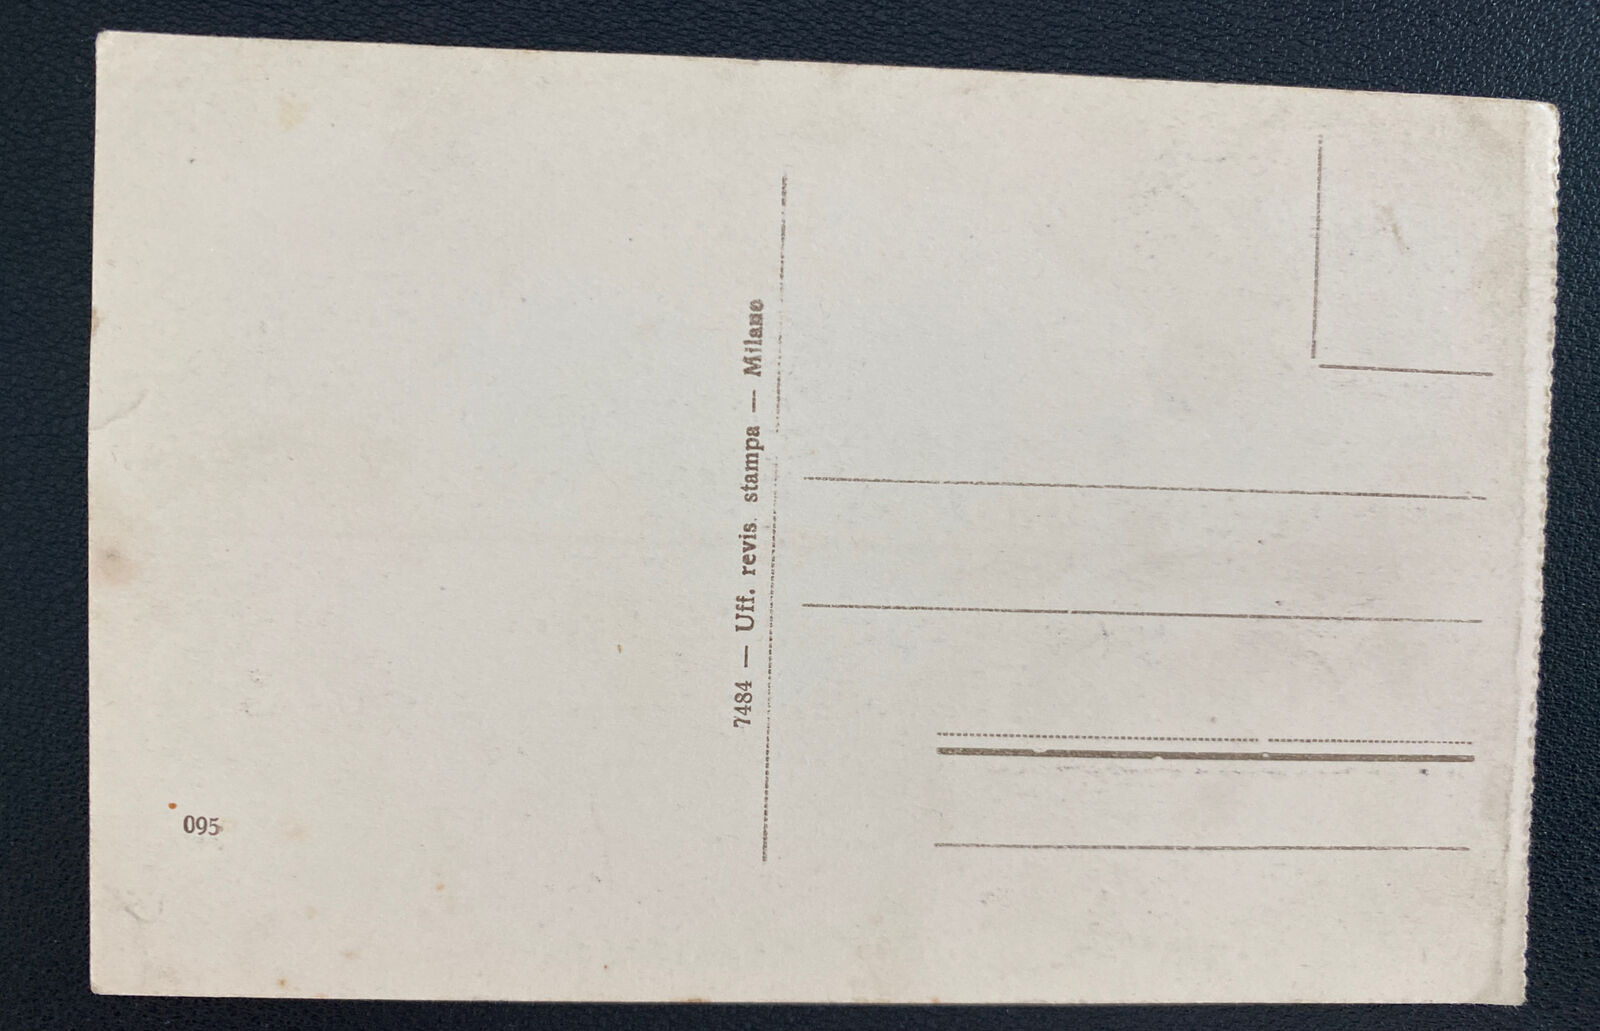 7484 — Uff. revis. stampa — Milano
095